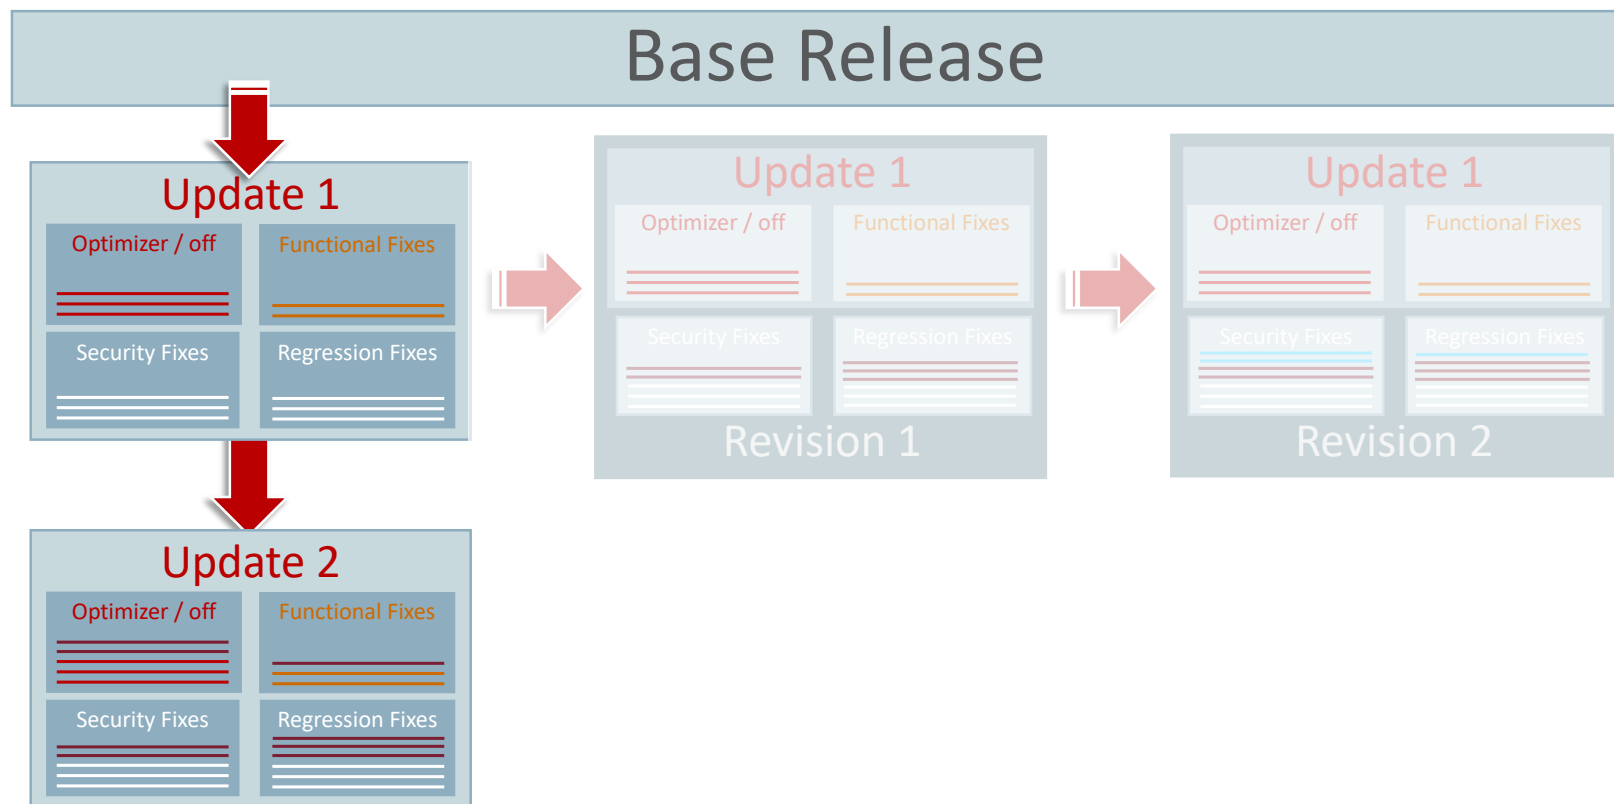 Base Release
Update 1
Optimizer / off
Functional Fixes
Security Fixes
Regression Fixes
Update 1
Optimizer / off
Functional Fixes
Security Fixes
Regression Fixes
Revision 1
Update 1
Optimizer / off
Functional Fixes
Security Fixes
Regression Fixes
Revision 2
Update 2
Optimizer / off
Functional Fixes
Security Fixes
Regression Fixes